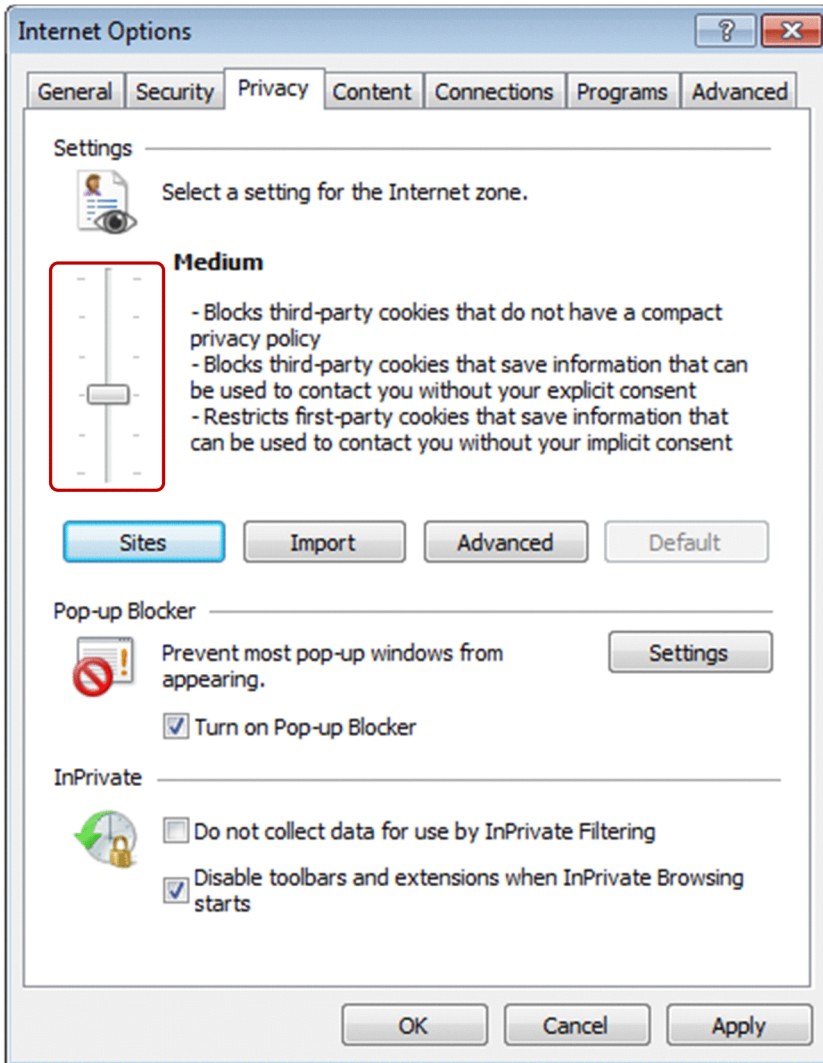 Internet Options
?
General Security Privacy Content Connections Programs Advanced
Settings
Select a setting for the Internet zone.
Medium
- Blocks third-party cookies that do not have a compact
privacy policy
- Blocks third-party cookies that save information that can
be used to contact you without your explicit consent
- Restricts first-party cookies that save information that
can be used to contact you without your implicit consent
Sites Import Advanced Default
Pop-up Blocker
Prevent most pop-up windows from
appearing.
Settings
Turn on Pop-up Blocker
InPrivate
Do not collect data for use by InPrivate Filtering
Disable toolbars and extensions when InPrivate Browsing
starts
OK Cancel Apply